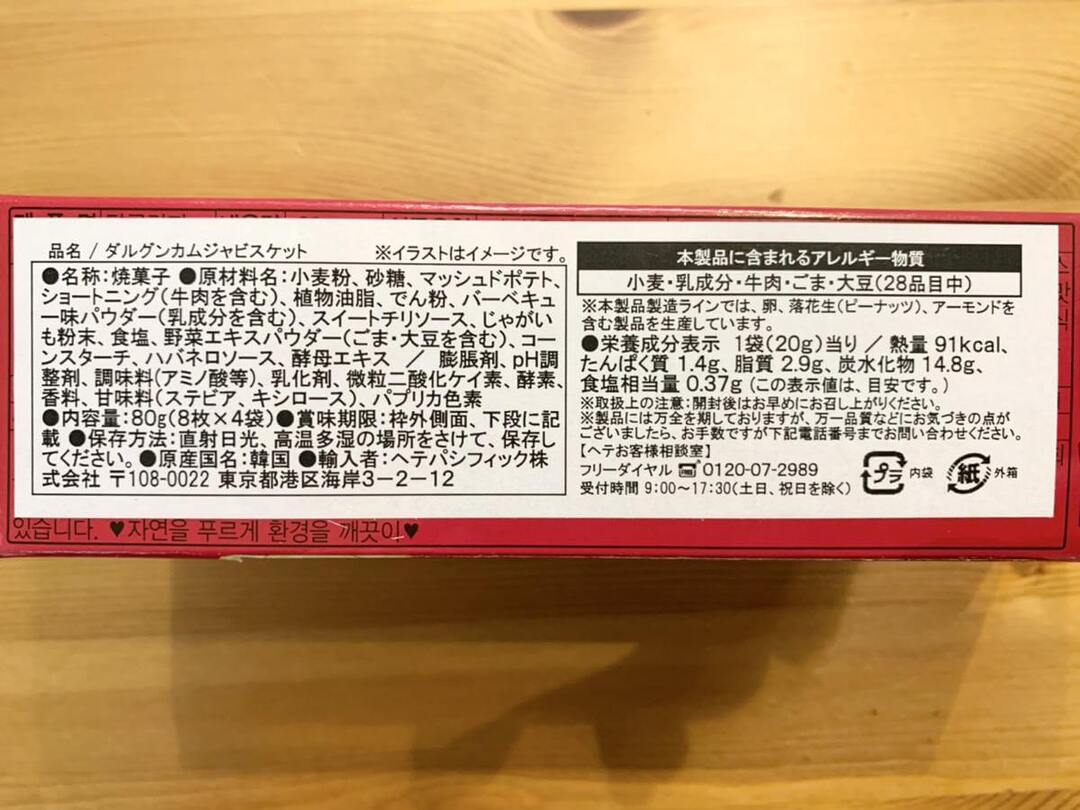 品名 / ダルグンカムジャビスケット ※イラストはイメージです。
●名称:焼菓子 ●原材料名:小麦粉、砂糖、マッシュドポテト、
ショートニング(牛肉を含む)、植物油脂、でん粉、バーベキュ
ー味パウダー(乳成分を含む)、スイートチリソース、じゃがい
も粉末、食塩、野菜エキスパウダー(ごま・大豆を含む)、コー
ンスターチ、ハバネロソース、酵母エキス / 膨脹剤、pH調
整剤、調味料(アミノ酸等)、乳化剤、微粒二酸化ケイ素、酵素、
香料、甘味料(ステビア、キシロース)、パプリカ色素
●内容量:80g(8枚×4袋)●賞味期限:枠外側面、下段に記
載 ●保存方法:直射日光、高温多湿の場所をさけて、保存し
てください。●原産国名:韓国 ●輸入者:ヘテパシフィック株
式会社 〒108-0022 東京都港区海岸3-2-12
本製品に含まれるアレルギー物質
小麦・乳成分・牛肉・ごま・大豆(28品目中)
※本製品製造ラインでは、卵、落花生(ピーナッツ)、アーモンドを
含む製品を生産しています。
●栄養成分表示 1袋(20g)当り / 熱量 91kcal、
たんぱく質 1.4g、脂質 2.9g、炭水化物 14.8g、
食塩相当量 0.37g (この表示値は、目安です。)
※取扱上の注意:開封後はお早めにお召し上がりください。
※製品には万全を期しておりますが、万一品質などにお気づきの点が
ございましたら、お手数ですが下記電話番号までお問い合わせください。
【ヘテお客様相談室】
フリーダイヤル 0120-07-2989
受付時間 9:00~17:30(土日、祝日を除く)
プラ 内袋 紙 外箱
있습니다. ♥자연을 푸르게 환경을 깨끗이♥